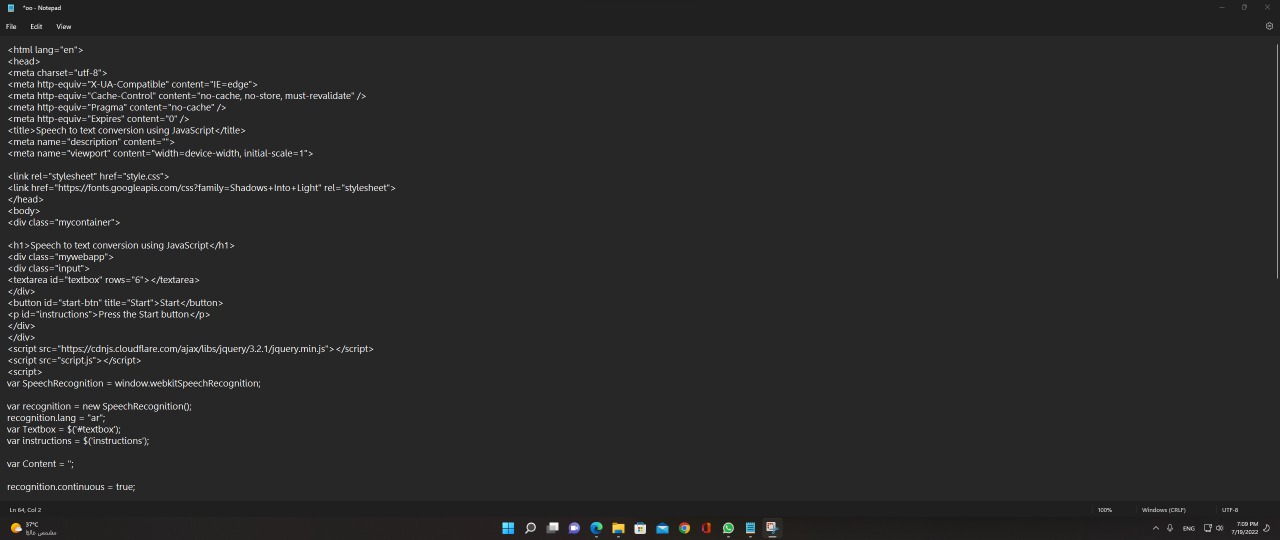 *oo - Notepad
File Edit View
<html lang="en">
<head>
<meta charset="utf-8">
<meta http-equiv="X-UA-Compatible" content="IE=edge">
<meta http-equiv="Cache-Control" content="no-cache, no-store, must-revalidate" />
<meta http-equiv="Pragma" content="no-cache" />
<meta http-equiv="Expires" content="0" />
<title>Speech to text conversion using JavaScript</title>
<meta name="description" content="">
<meta name="viewport" content="width=device-width, initial-scale=1">
<link rel="stylesheet" href="style.css">
<link href="https://fonts.googleapis.com/css?family=Shadows+Into+Light" rel="stylesheet">
</head>
<body>
<div class="mycontainer">
<h1>Speech to text conversion using JavaScript</h1>
<div class="mywebapp">
<div class="input">
<textarea id="textbox" rows="6"></textarea>
</div>
<button id="start-btn" title="Start">Start</button>
<p id="instructions">Press the Start button</p>
</div>
</div>
<script src="https://cdnjs.cloudflare.com/ajax/libs/jquery/3.2.1/jquery.min.js"></script>
<script src="script.js"></script>
<script>
var SpeechRecognition = window.webkitSpeechRecognition;
var recognition = new SpeechRecognition();
recognition.lang = "ar";
var Textbox = $('#textbox');
var instructions = $('instructions');
var Content = '';
recognition.continuous = true;
Ln 64, Col 2 100% Windows (CRLF) UTF-8
37°C
مشمس غالبًا
ENG
7:09 PM
7/19/2022